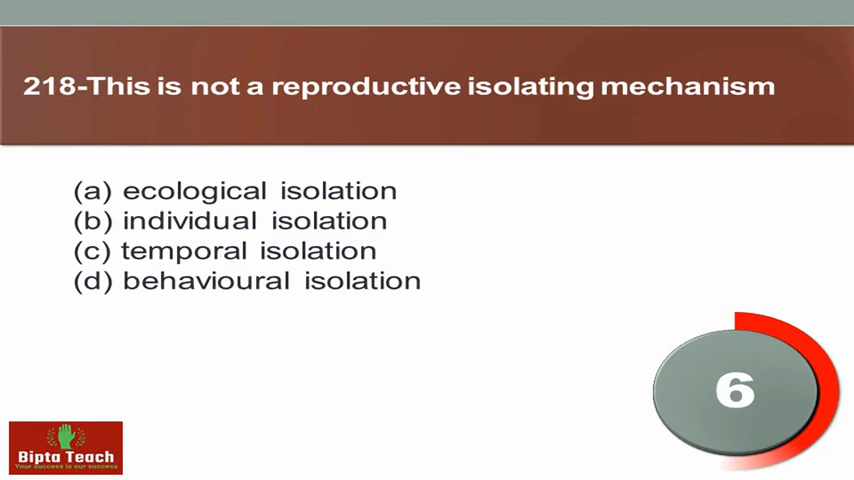 218-This is not a reproductive isolating mechanism
(a) ecological isolation
(b) individual isolation
(c) temporal isolation
(d) behavioural isolation
6
Bipta Teach
Your success is our success